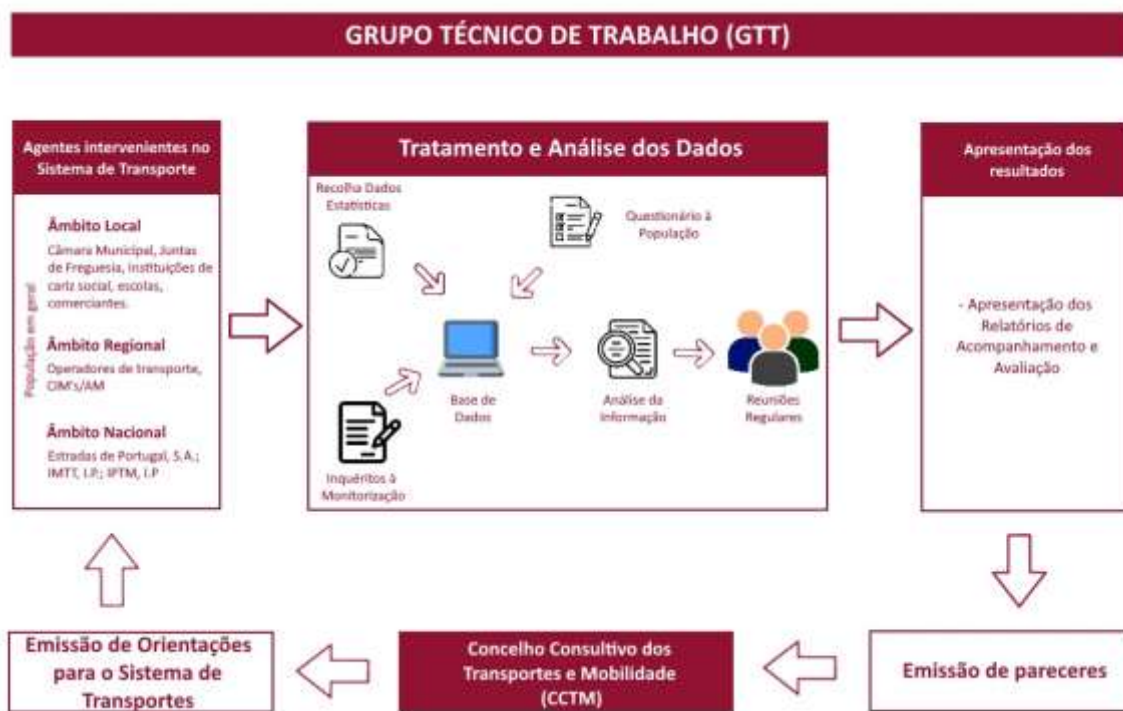 GRUPO TÉCNICO DE TRABALHO (GTT)
Agentes intervenientes no
Sistema de Transporte
População em geral
Âmbito Local
Câmara Municipal, Juntas
de Freguesia, instituições de
cariz social, escolas,
comerciantes.
Âmbito Regional
Operadores de transporte,
CIM's/AM
Âmbito Nacional
Estradas de Portugal, S.A.;
IMTT, I.P.; IPTM, I.P
Tratamento e Análise dos Dados
Recolha Dados
Estatísticas
Questionário à
População
Base de
Dados
Análise da
Informação
Reuniões
Regulares
Inquéritos à
Monitorização
Apresentação dos
resultados
- Apresentação dos
Relatórios de
Acompanhamento e
Avaliação
Emissão de pareceres
Concelho Consultivo dos
Transportes e Mobilidade
(CCTM)
Emissão de Orientações
para o Sistema de
Transportes